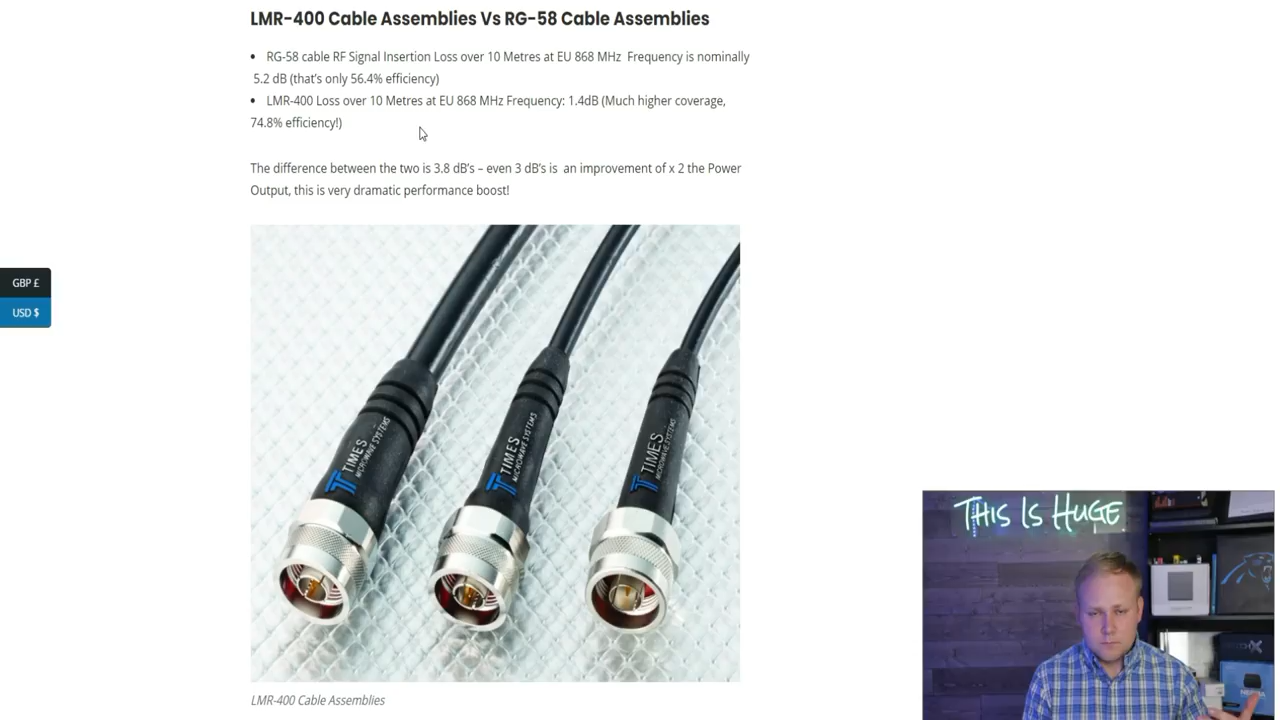 LMR-400 Cable Assemblies Vs RG-58 Cable Assemblies
• RG-58 cable RF Signal Insertion Loss over 10 Metres at EU 868 MHz Frequency is nominally
5.2 dB (that's only 56.4% efficiency)
• LMR-400 Loss over 10 Metres at EU 868 MHz Frequency: 1.4dB (Much higher coverage,
74.8% efficiency!)
The difference between the two is 3.8 dB's – even 3 dB's is an improvement of x 2 the Power
Output, this is very dramatic performance boost!
GBP £
USD $
TIMES
MICROWAVE SYSTEMS
TIMES
MICROWAVE SYSTEMS
TIMES
MICROWAVE SYSTEMS
THIS IS HUGE
LMR-400 Cable Assemblies